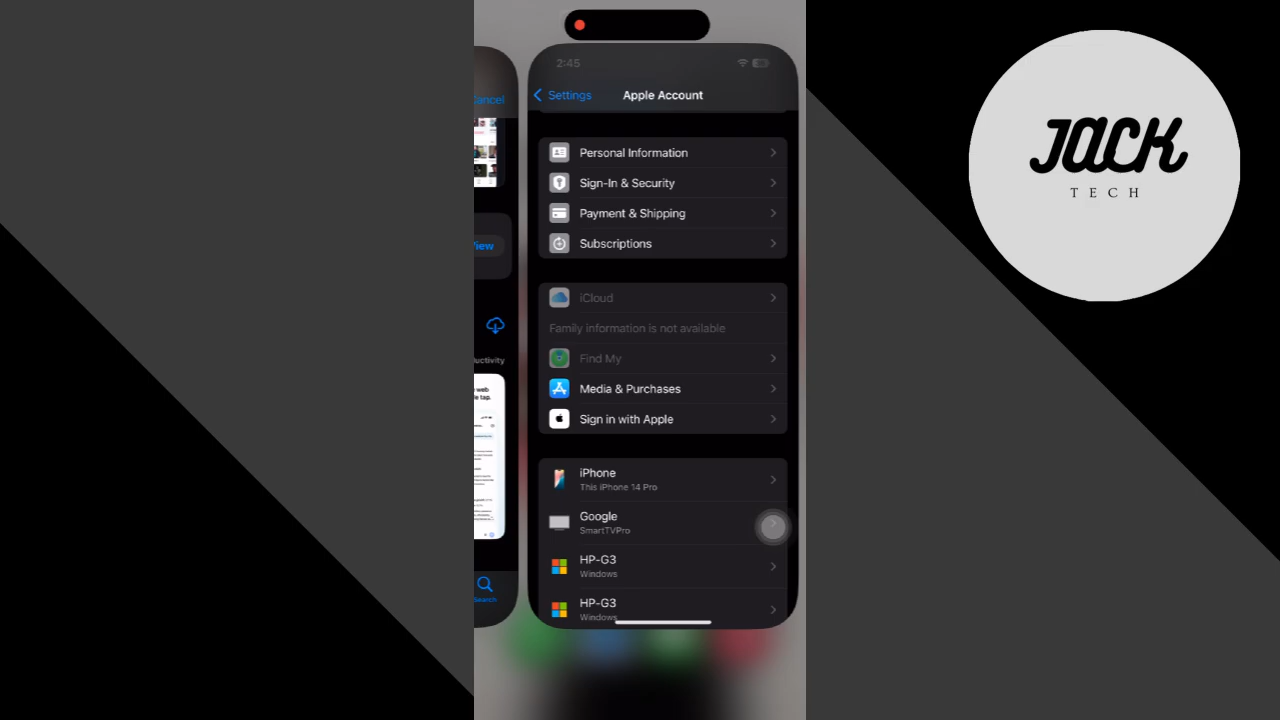 2:45
Settings
Apple Account
Personal Information
Sign-In & Security
Payment & Shipping
Subscriptions
iCloud
Family information is not available
Find My
Media & Purchases
Sign in with Apple
iPhone
This iPhone 14 Pro
Google
SmartTVPro
HP-G3
Windows
HP-G3
Windows
Cancel
View
Search
JACK
TECH